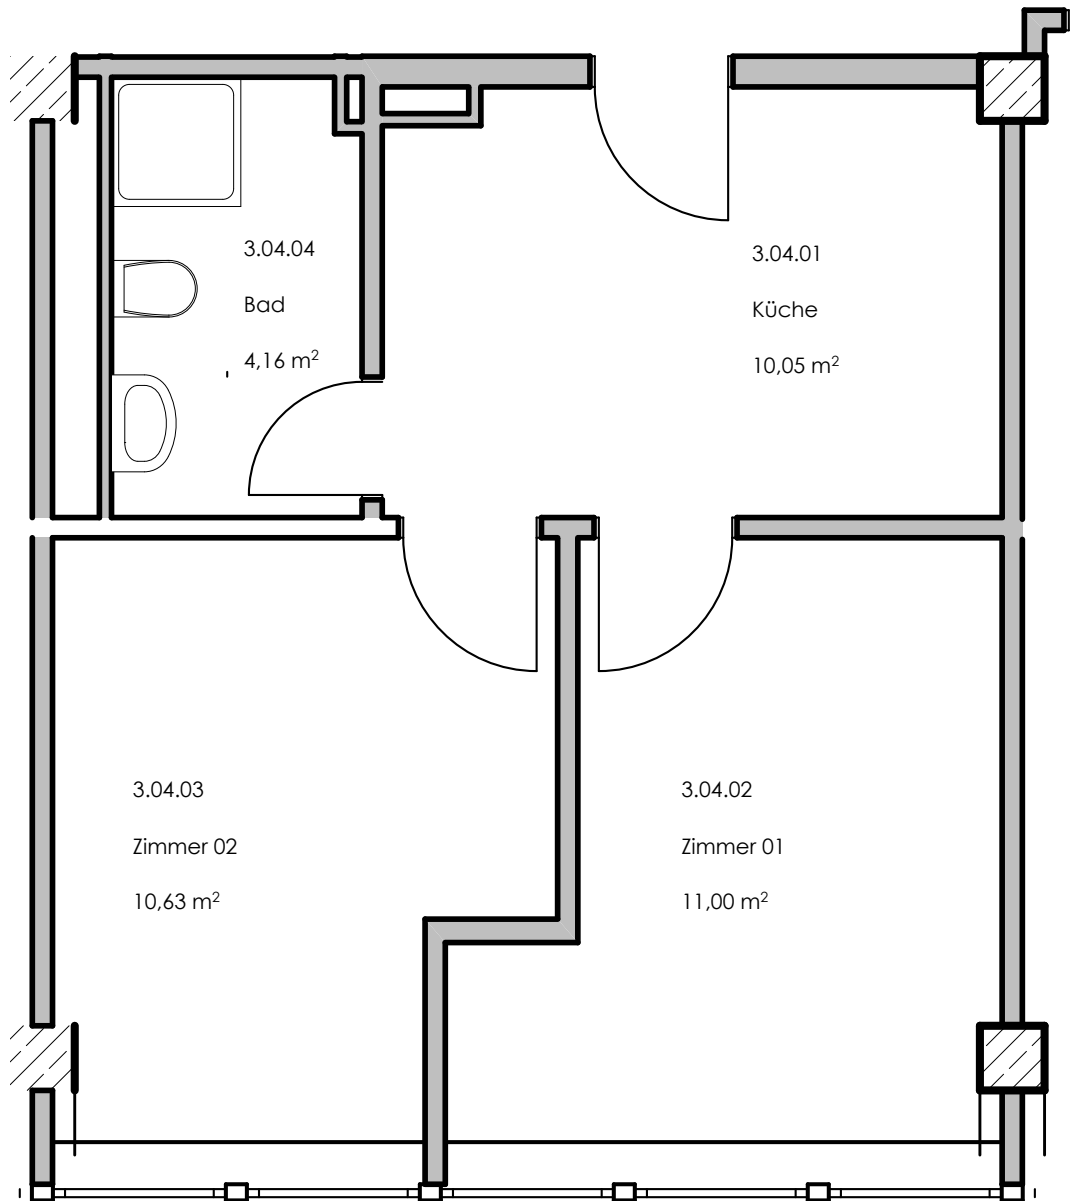 3.04.04
Bad
4,16 m²
3.04.01
Küche
10,05 m²
3.04.03
Zimmer 02
10,63 m²
3.04.02
Zimmer 01
11,00 m²